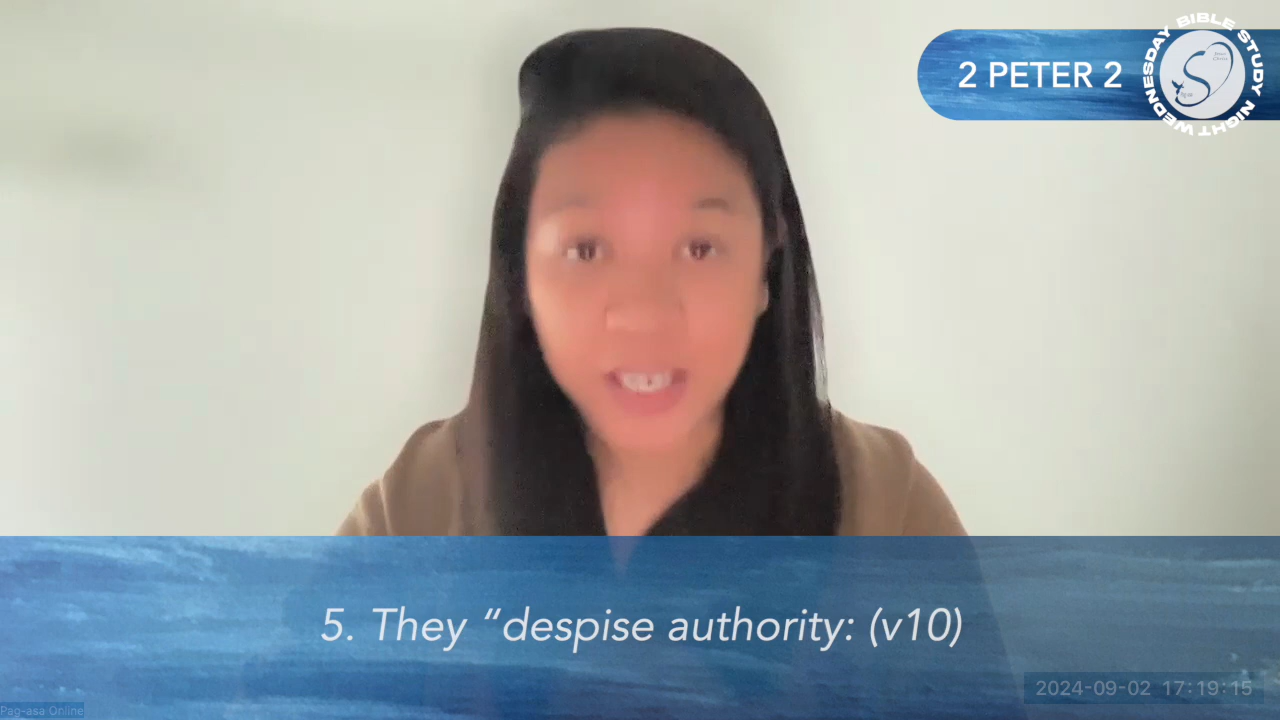 2 PETER 2
WEDNESDAY BIBLE STUDY NIGHT
5. They “despise authority: (v10)
2024-09-02 17:19:15
Pag-asa Online